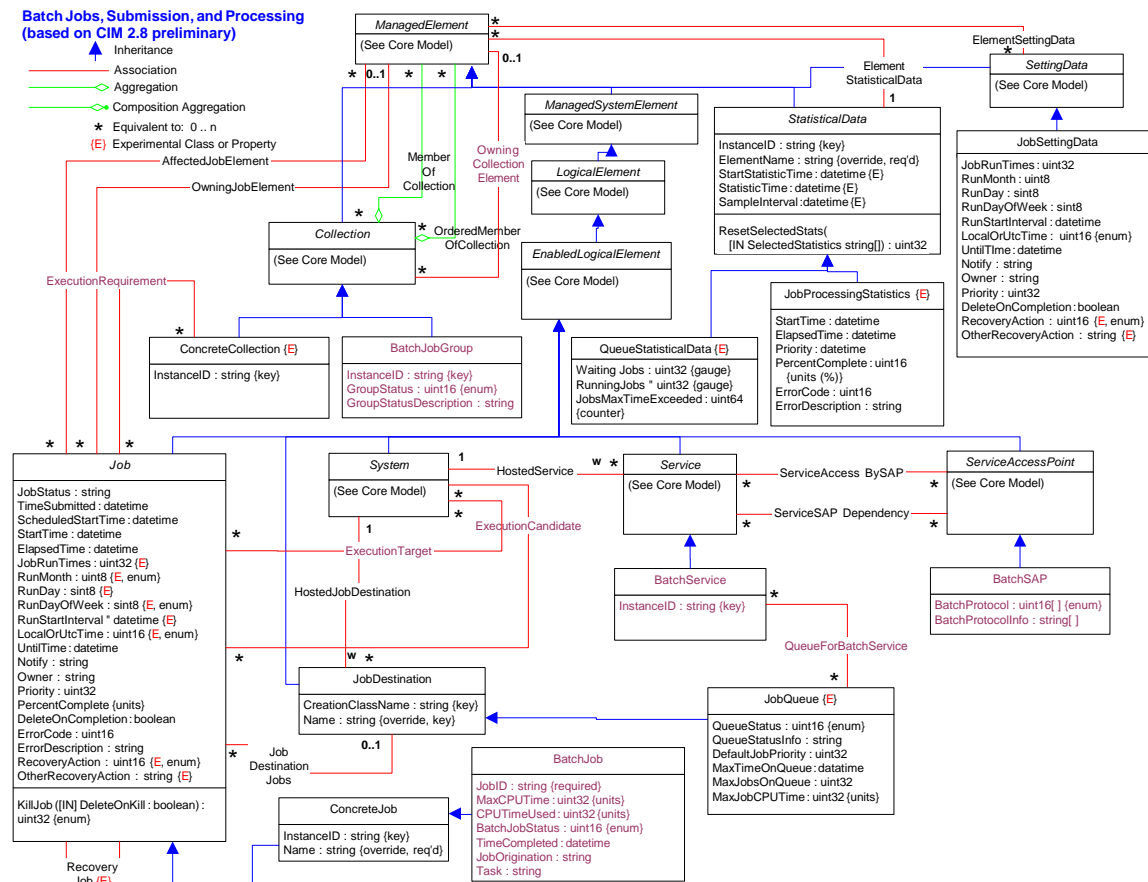 Batch Jobs, Submission, and Processing
(based on CIM 2.8 preliminary)
Inheritance
Association
Aggregation
Composition Aggregation
* Equivalent to: 0 .. n
{E} Experimental Class or Property
ManagedElement
(See Core Model)
*
*
0..1
*
0..1
*
*
ElementSettingData
*
Element
StatisticalData
1
SettingData
(See Core Model)
ManagedSystemElement
(See Core Model)
StatisticalData
InstanceID : string {key}
ElementName : string {override, req'd}
StartStatisticTime : datetime {E}
StatisticTime : datetime {E}
SampleInterval : datetime {E}
ResetSelectedStats(
[IN SelectedStatistics string[]) : uint32
JobSettingData
JobRunTimes : uint32
RunMonth : uint8
RunDay : sint8
RunDayOfWeek : sint8
RunStartInterval : datetime
LocalOrUtcTime : uint16 {enum}
UntilTIme : datetime
Notify : string
Owner : string
Priority : uint32
DeleteOnCompletion : boolean
RecoveryAction : uint16 {E, enum}
OtherRecoveryAction : string {E}
AffectedJobElement
OwningJobElement
Member
Of
Collection
Owning
Collection
Element
LogicalElement
(See Core Model)
*
*
OrderedMember
OfCollection
*
Collection
(See Core Model)
EnabledLogicalElement
(See Core Model)
ExecutionRequirement
*
ConcreteCollection {E}
InstanceID : string {key}
BatchJobGroup
InstanceID : string {key}
GroupStatus : uint16 {enum}
GroupStatusDescription : string
QueueStatisticalData {E}
Waiting Jobs : uint32 {gauge}
RunningJobs " uint32 {gauge}
JobsMaxTimeExceeded : uint64
{counter}
JobProcessingStatistics {E}
StartTime : datetime
ElapsedTime : datetime
Priority : datetime
PercentComplete : uint16
{units (%)}
ErrorCode : uint16
ErrorDescription : string
*
*
*
Job
JobStatus : string
TimeSubmitted : datetime
ScheduledStartTime : datetime
StartTime : datetime
ElapsedTime : datetime
JobRunTimes : uint32 {E}
RunMonth : uint8 {E, enum}
RunDay : sint8 {E}
RunDayOfWeek : sint8 {E, enum}
RunStartInterval " datetime {E}
LocalOrUtcTime : uint16 {E, enum}
UntilTime : datetime
Notify : string
Owner : string
Priority : uint32
PercentComplete {units}
DeleteOnCompletion : boolean
ErrorCode : uint16
ErrorDescription : string
RecoveryAction : uint16 {E, enum}
OtherRecoveryAction : string {E}
KillJob ([IN] DeleteOnKill : boolean) :
uint32 {enum}
System
(See Core Model)
1
HostedService
w
*
*
*
1
*
ExecutionCandidate
ExecutionTarget
HostedJobDestination
*
w
*
Service
(See Core Model)
*
*
ServiceAccess BySAP
ServiceSAP Dependency
*
*
ServiceAccessPoint
(See Core Model)
BatchService
InstanceID : string {key}
BatchSAP
BatchProtocol : uint16[ ] {enum}
BatchProtocolInfo : string[ ]
*
QueueForBatchService
*
JobDestination
CreationClassName : string {key}
Name : string {override, key}
0..1
*
Job
Destination
Jobs
JobQueue {E}
QueueStatus : uint16 {enum}
QueueStatusInfo : string
DefaultJobPriority : uint32
MaxTimeOnQueue : datatime
MaxJobsOnQueue : uint32
MaxJobCPUTime : uint32 {units}
BatchJob
JobID : string {required}
MaxCPUTime : uint32 {units}
CPUTimeUsed : uint32 {units}
BatchJobStatus : uint16 {enum}
TimeCompleted : datetime
JobOrigination : string
Task : string
ConcreteJob
InstanceID : string {key}
Name : string {override, req'd}
Recovery
Job {E}